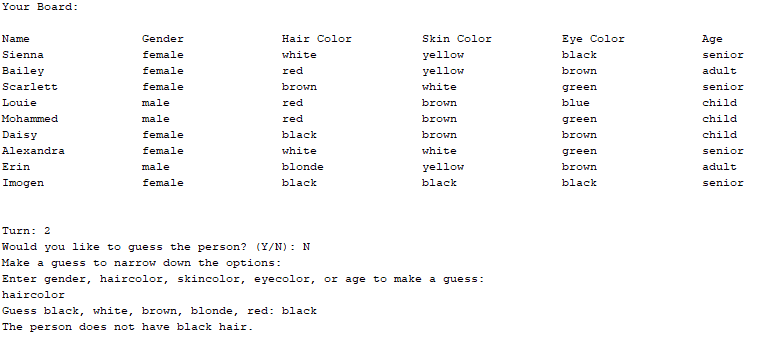 Your Board:
Name Gender Hair Color Skin Color Eye Color Age
Sienna female white yellow black senior
Bailey female red yellow brown adult
Scarlett female brown white green senior
Louie male red brown blue child
Mohammed male red brown green child
Daisy female black brown brown child
Alexandra female white white green senior
Erin male blonde yellow brown adult
Imogen female black black black senior
Turn: 2
Would you like to guess the person? (Y/N): N
Make a guess to narrow down the options:
Enter gender, haircolor, skincolor, eyecolor, or age to make a guess:
haircolor
Guess black, white, brown, blonde, red: black
The person does not have black hair.